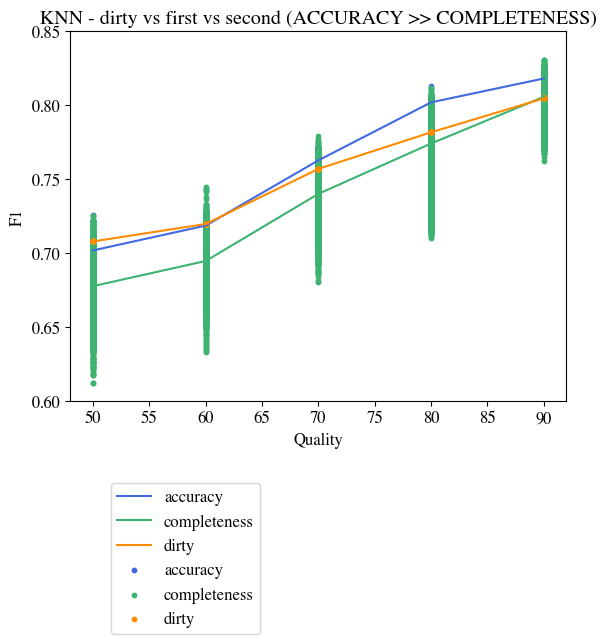 KNN - dirty vs first vs second (ACCURACY >> COMPLETENESS)
0.85
0.80
0.75
0.70
0.65
0.60
F1
50 55 60 65 70 75 80 85 90
Quality
accuracy
completeness
dirty
accuracy
completeness
dirty